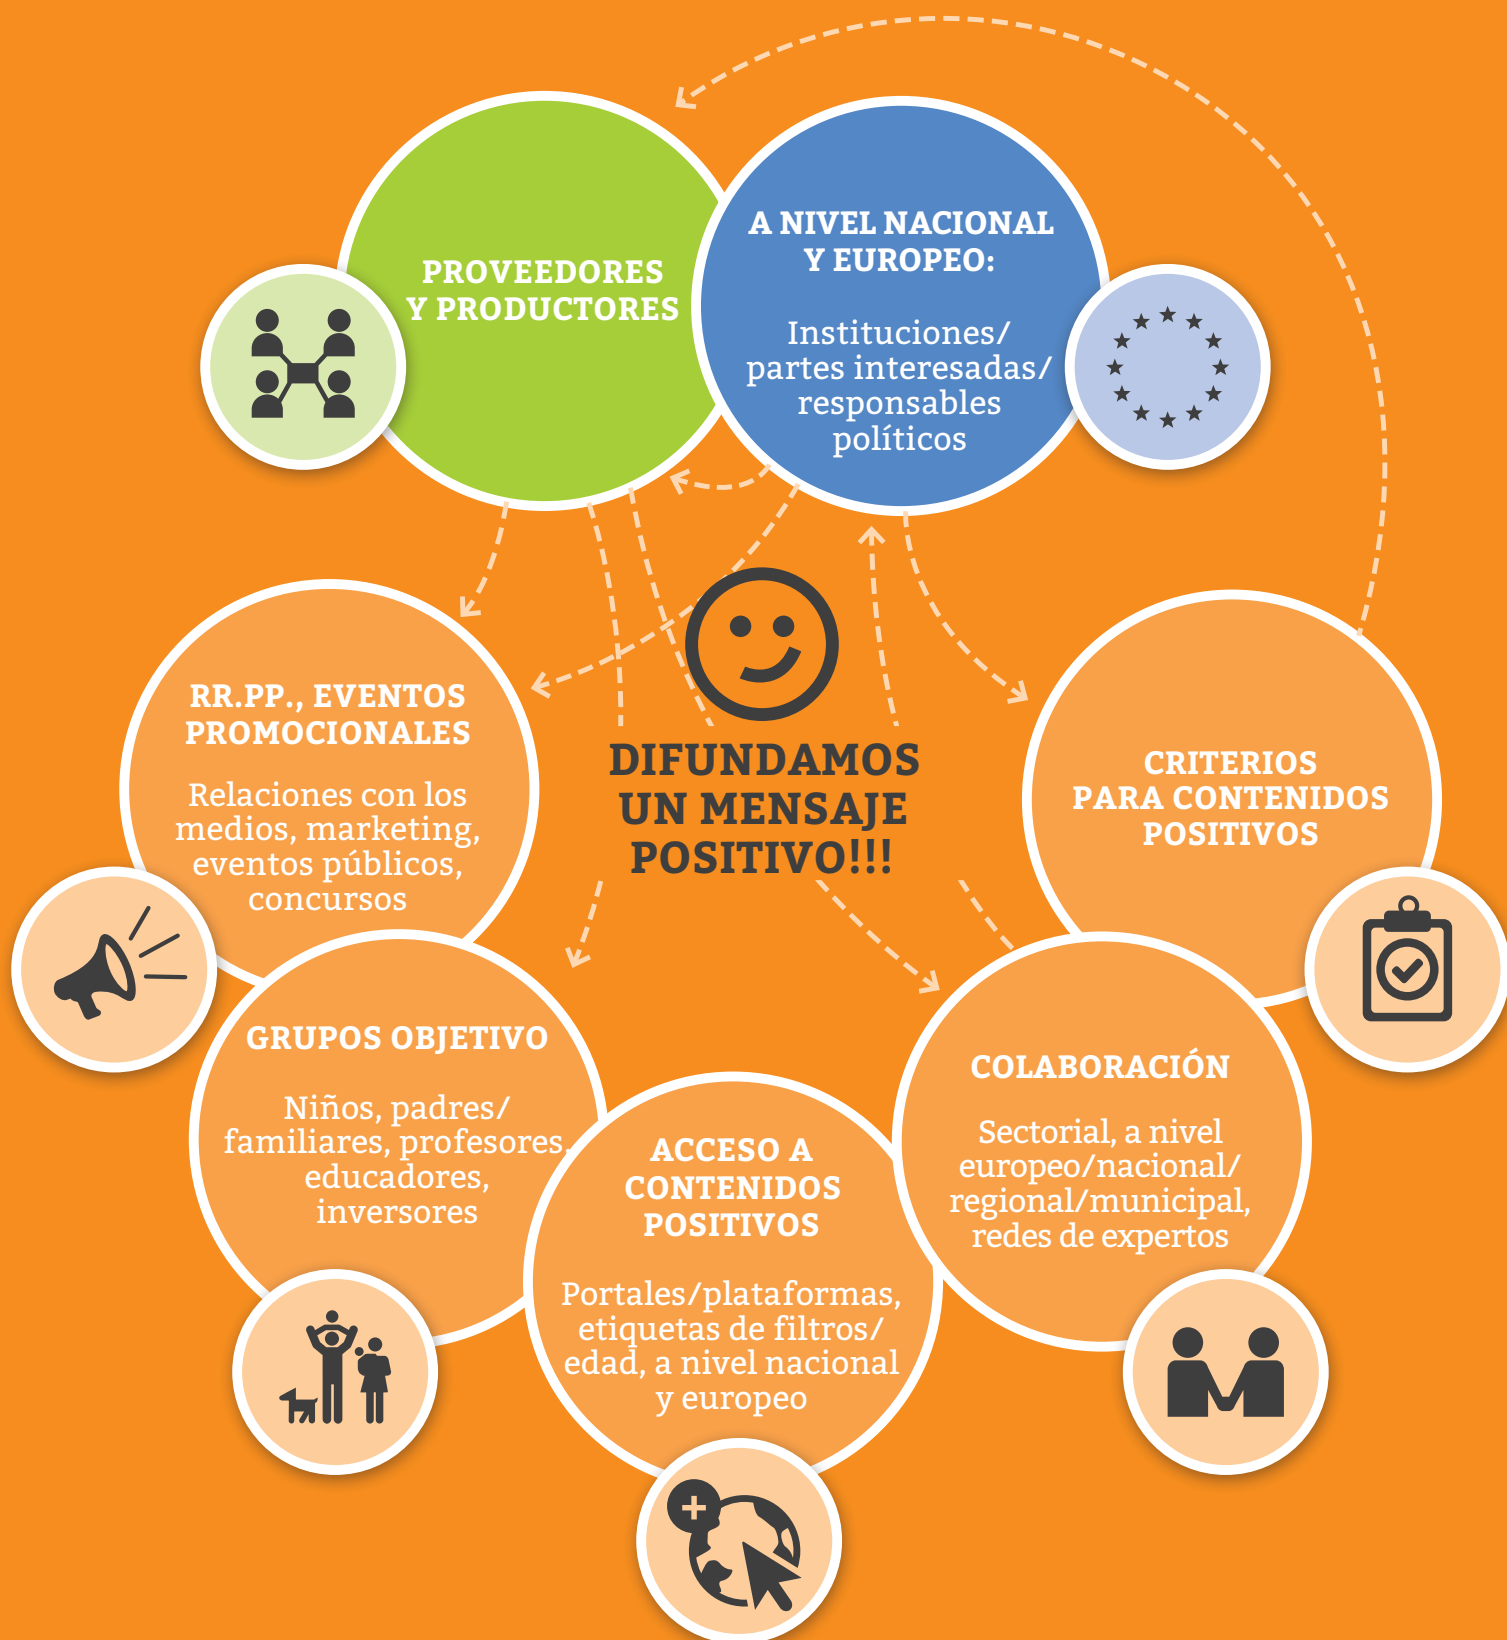 PROVEEDORES
Y PRODUCTORES
A NIVEL NACIONAL
Y EUROPEO:
Instituciones/
partes interesadas/
responsables
políticos
RR.PP., EVENTOS
PROMOCIONALES
Relaciones con los
medios, marketing,
eventos públicos,
concursos
DIFUNDAMOS
UN MENSAJE
POSITIVO!!!
CRITERIOS
PARA CONTENIDOS
POSITIVOS
GRUPOS OBJETIVO
Niños, padres/
familiares, profesores,
educadores,
inversores
ACCESO A
CONTENIDOS
POSITIVOS
Portales/plataformas,
etiquetas de filtros/
edad, a nivel nacional
y europeo
COLABORACIÓN
Sectorial, a nivel
europeo/nacional/
regional/municipal,
redes de expertos